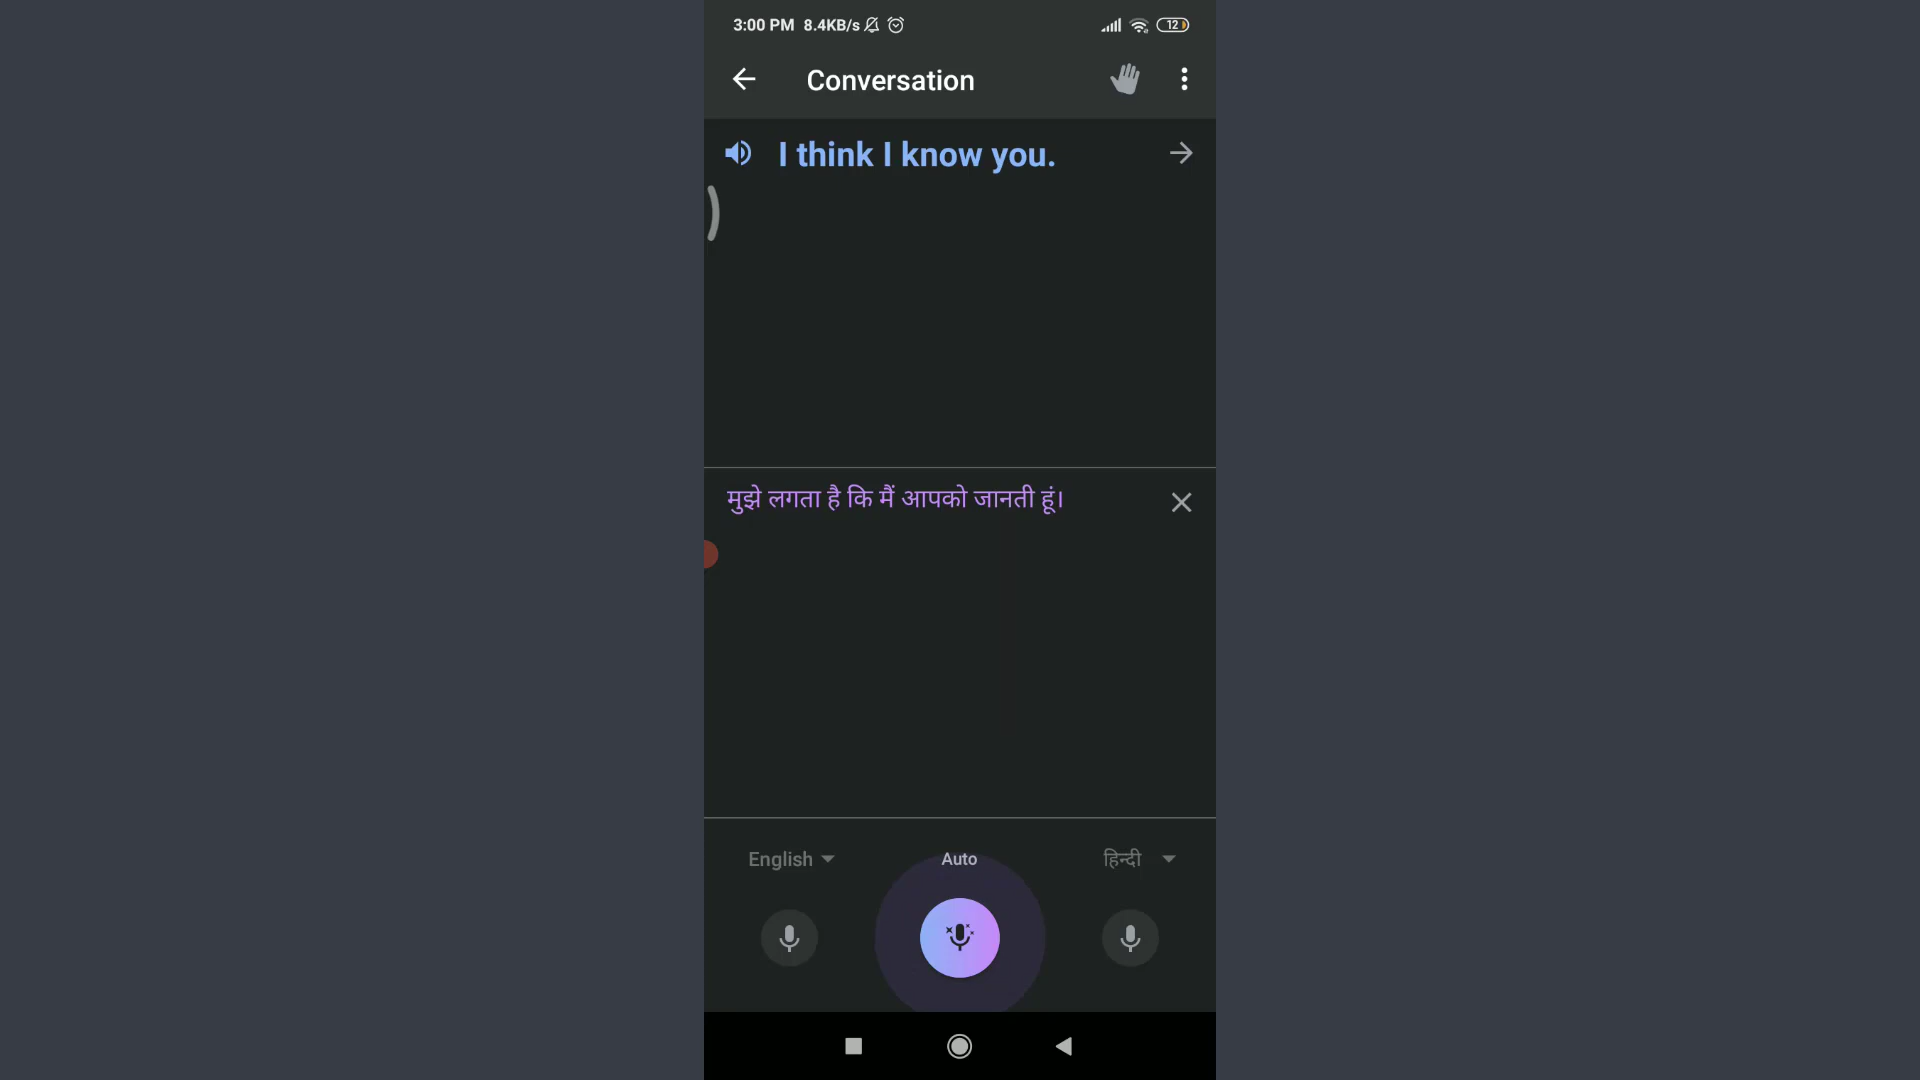 3:00 PM 8.4KB/s 12
Conversation
I think I know you.
मुझे लगता है कि मैं आपको जानती हूं।
English Auto हिन्दी